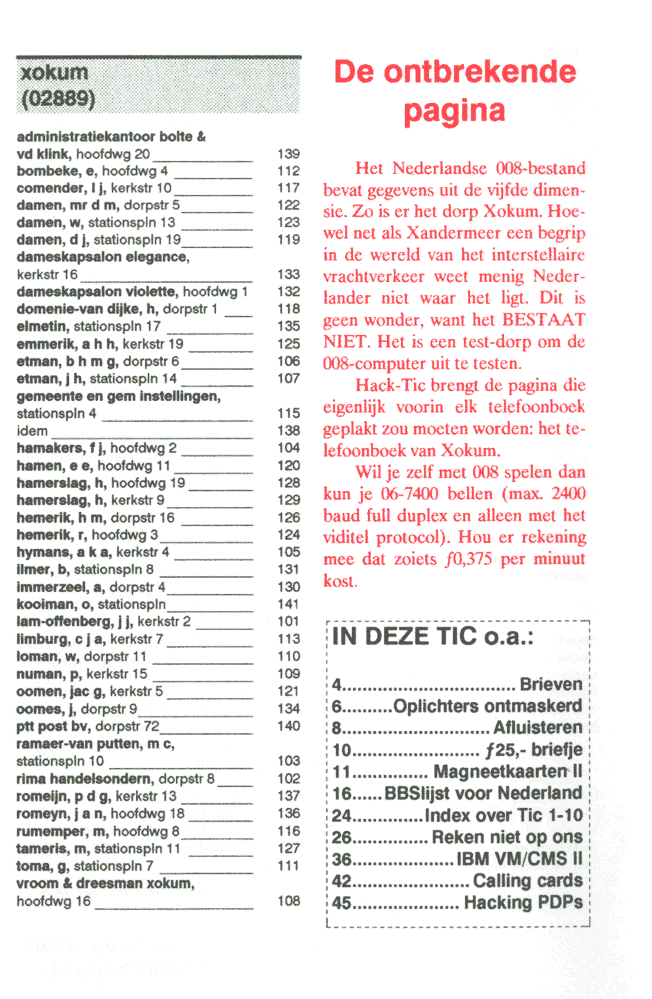 xokum
(02889)
administratiekantoor bolte &
vd klink, hoofdwg 20 139
bombeke, e, hoofdwg 4 112
comender, l j, kerkstr 10 117
damen, mr d m, dorpstr 5 122
damen, w, stationspln 13 123
damen, d j, stationspln 19 119
dameskapsalon elegance,
kerkstr 16 133
dameskapsalon violette, hoofdwg 1 132
domenie-van dijke, h, dorpstr 1 118
elmetin, stationspln 17 135
emmerik, a h h, kerkstr 19 125
etman, b h m g, dorpstr 6 106
etman, j h, stationspln 14 107
gemeente en gem instellingen,
stationspln 4 115
idem 138
hamakers, f j, hoofdwg 2 104
hamen, e e, hoofdwg 11 120
hamerslag, h, hoofdwg 19 128
hamerslag, h, kerkstr 9 129
hemerik, h m, dorpstr 16 126
hemerik, r, hoofdwg 3 124
hymans, a k a, kerkstr 4 105
ilmer, b, stationspln 8 131
immerzeel, a, dorpstr 4 130
kooiman, o, stationspln 141
lam-offenberg, j j, kerkstr 2 101
limburg, c j a, kerkstr 7 113
loman, w, dorpstr 11 110
numan, p, kerkstr 15 109
oomen, jac g, kerkstr 5 121
oomes, j, dorpstr 9 134
ptt post bv, dorpstr 72 140
ramaer-van putten, m c,
stationspln 10 103
rima handelsondern, dorpstr 8 102
romeijn, p d g, kerkstr 13 137
romeyn, j a n, hoofdwg 18 136
rumemper, m, hoofdwg 8 116
tameris, m, stationspln 11 127
toma, g, stationspln 7 111
vroom & dreesman xokum,
hoofdwg 16 108
De ontbrekende
pagina
Het Nederlandse 008-bestand
bevat gegevens uit de vijfde dimen-
sie. Zo is er het dorp Xokum. Hoe-
wel net als Xandermeer een begrip
in de wereld van het interstellaire
vrachtverkeer weet menig Neder-
lander niet waar het ligt. Dit is
geen wonder, want het BESTAAT
NIET. Het is een test-dorp om de
008-computer uit te testen.
Hack-Tic brengt de pagina die
eigenlijk voorin elk telefoonboek
geplakt zou moeten worden: het te-
lefoonboek van Xokum.
Wil je zelf met 008 spelen dan
kun je 06-7400 bellen (max. 2400
baud full duplex en alleen met het
viditel protocol). Hou er rekening
mee dat zoiets ƒ0,375 per minuut
kost.
IN DEZE TIC o.a.:
4.................................. Brieven
6..........Oplichters ontmaskerd
8............................. Afluisteren
10......................... ƒ25,- briefje
11............... Magneetkaarten II
16......BBSlijst voor Nederland
24..............Index over Tic 1-10
26................ Reken niet op ons
36....................IBM VM/CMS II
42....................... Calling cards
45..................... Hacking PDPs